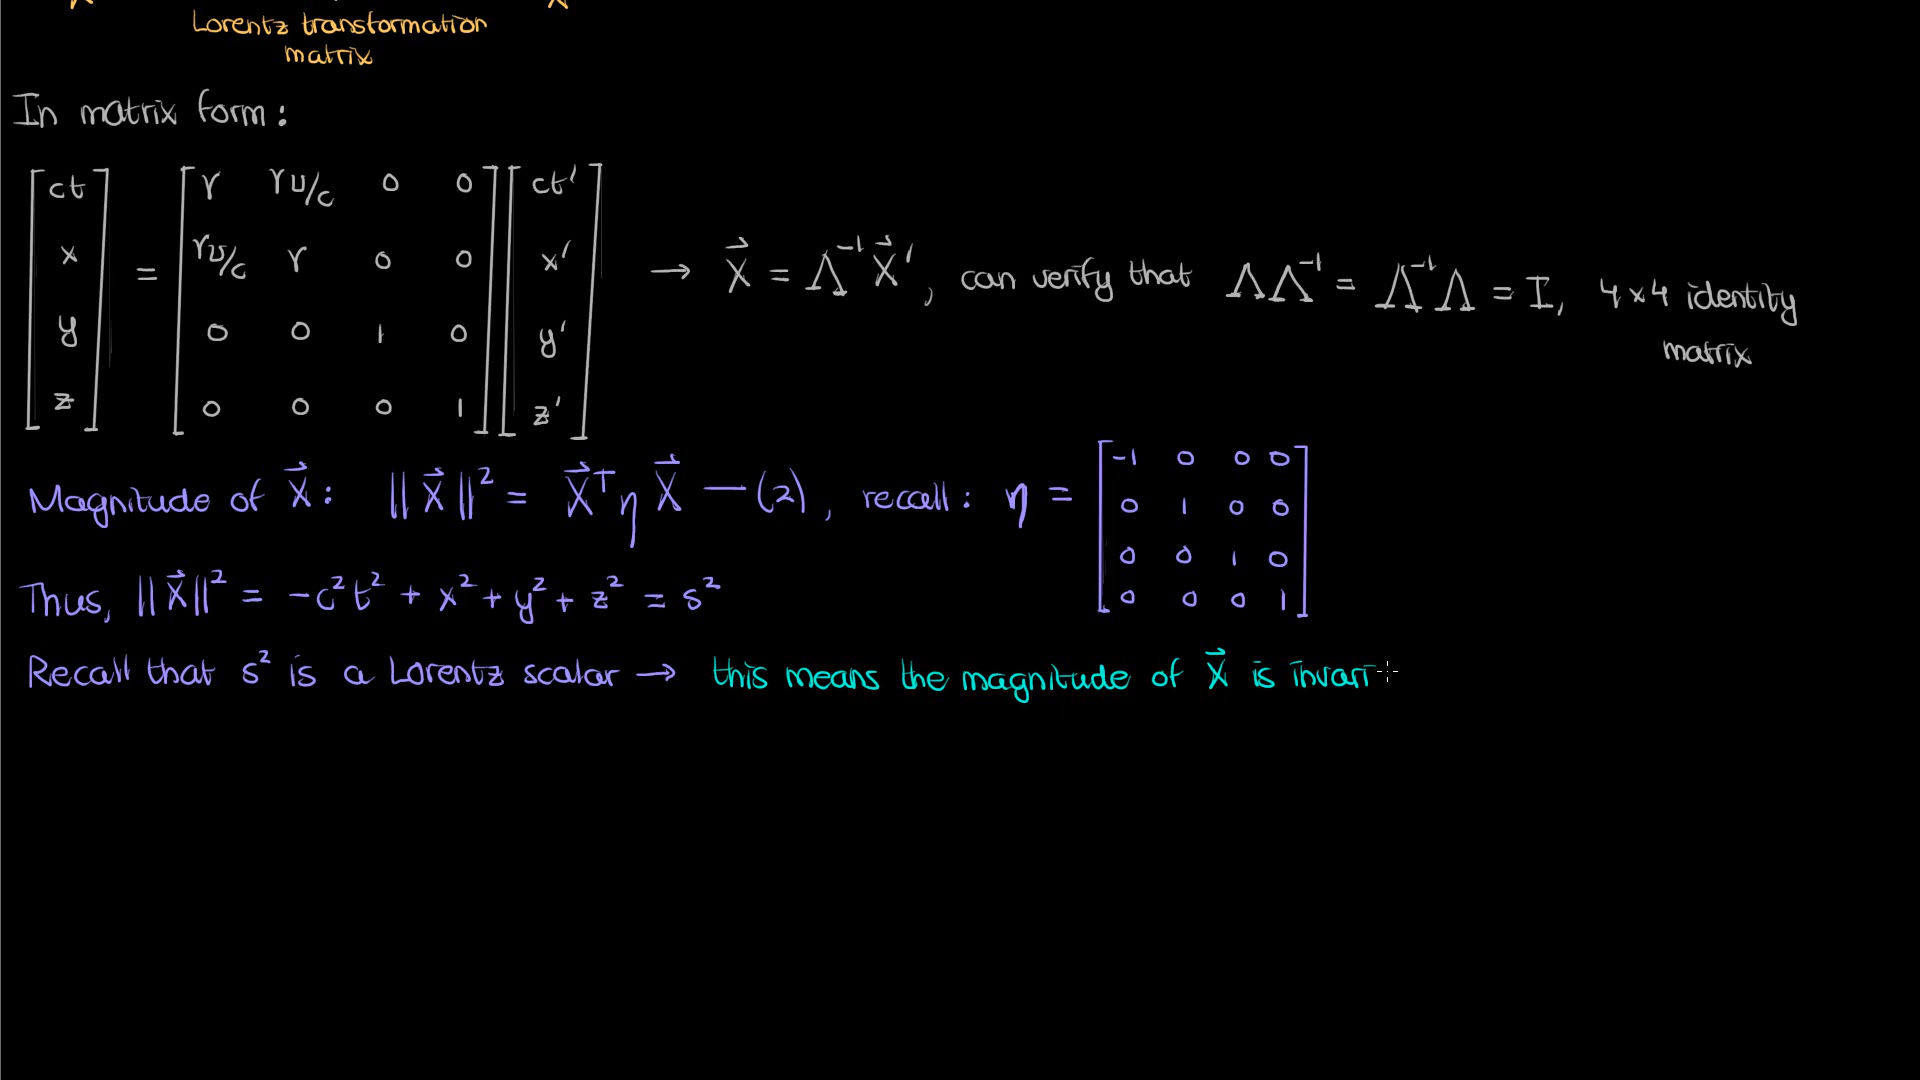 Lorentz transformation
matrix
In matrix form:
[ct x y z] = [γ γv/c 0 0; γv/c γ 0 0; 0 0 1 0; 0 0 0 1] [ct' x' y' z'] → X⃗ = Λ⁻¹X⃗', can verify that ΛΛ⁻¹ = Λ⁻¹Λ = I, 4×4 identity
matrix
Magnitude of X⃗: ||X⃗||² = X⃗ᵀηX⃗ —(2), recall: η = [-1 0 0 0; 0 1 0 0; 0 0 1 0; 0 0 0 1]
Thus, ||X⃗||² = -c²t² + x² + y² + z² = s²
Recall that s² is a Lorentz scalar → this means the magnitude of X⃗ is invari